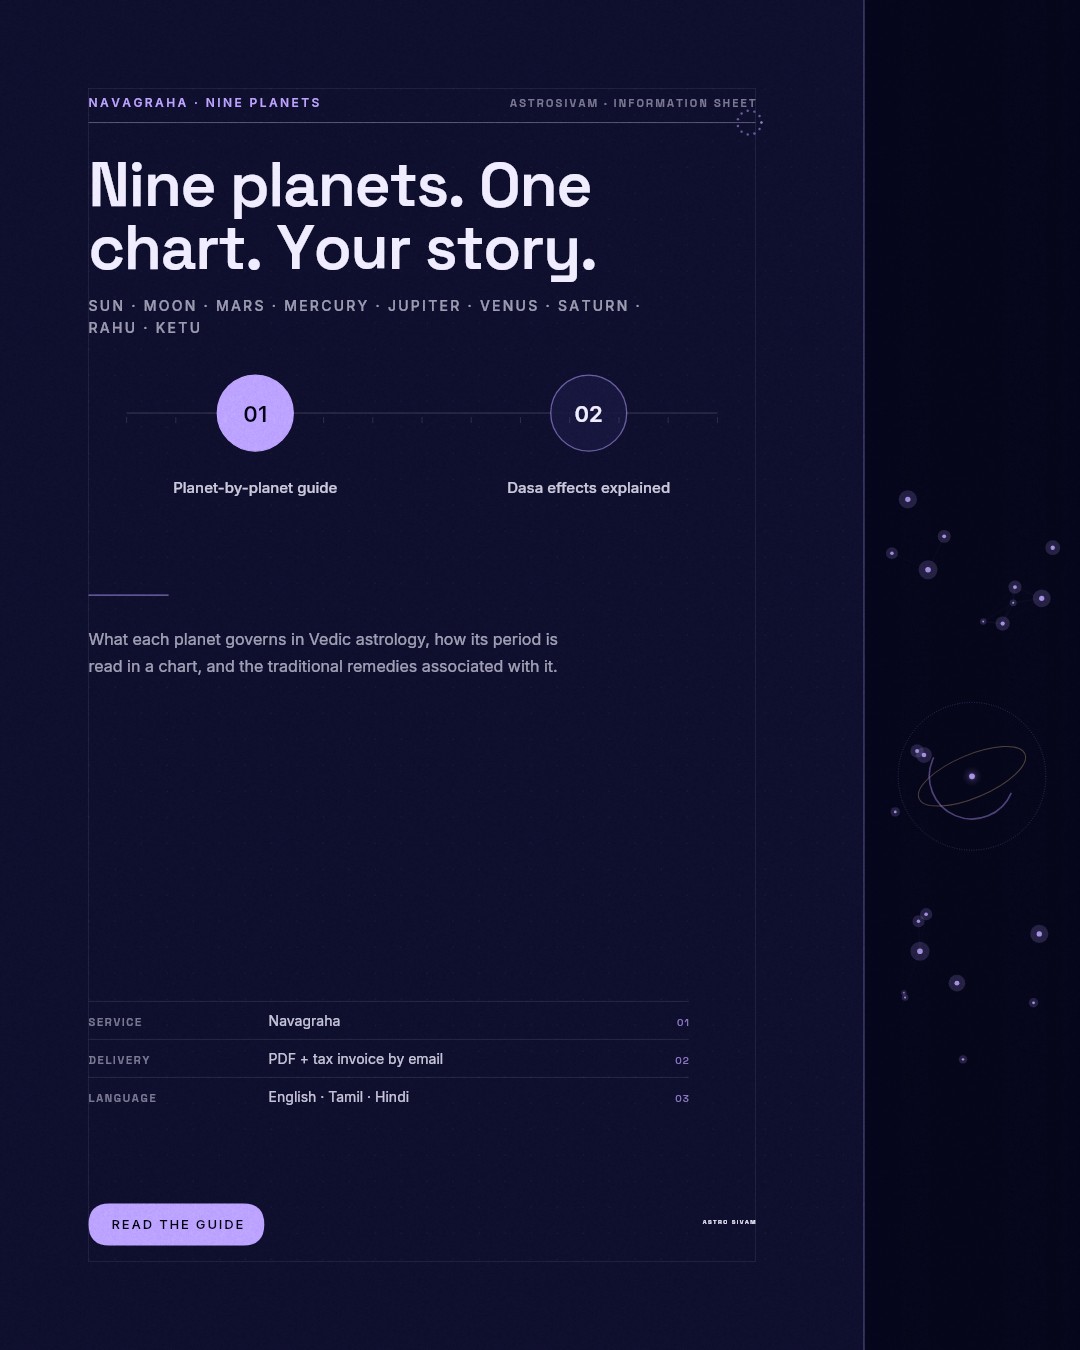 NAVAGRAHA · NINE PLANETS
ASTROSIVAM · INFORMATION SHEET
Nine planets. One
chart. Your story.
SUN · MOON · MARS · MERCURY · JUPITER · VENUS · SATURN ·
RAHU · KETU
01
02
Planet-by-planet guide
Dasa effects explained
What each planet governs in Vedic astrology, how its period is
read in a chart, and the traditional remedies associated with it.
SERVICE Navagraha 01
DELIVERY PDF + tax invoice by email 02
LANGUAGE English · Tamil · Hindi 03
READ THE GUIDE
ASTRO SIVAM